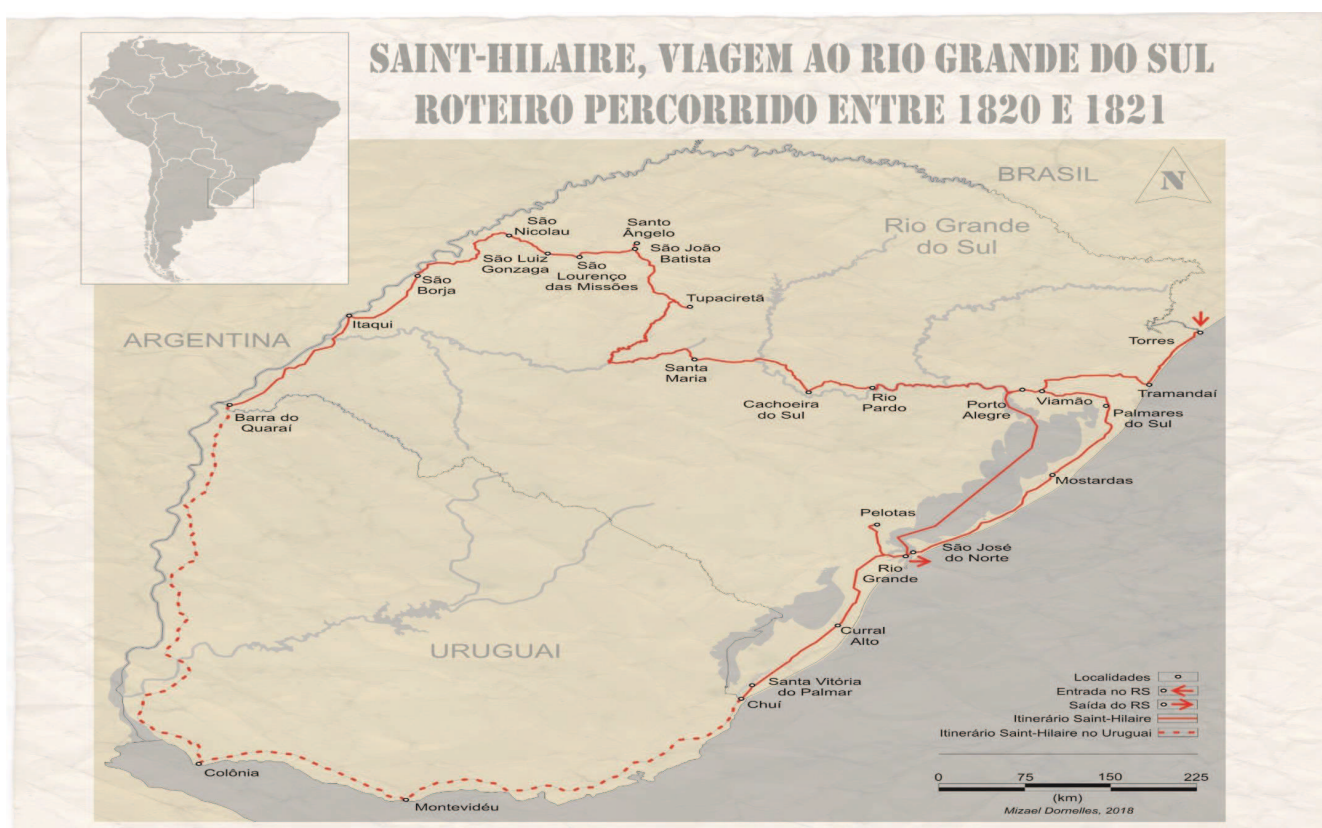 SAINT-HILAIRE, VIAGEM AO RIO GRANDE DO SUL
ROTEIRO PERCORRIDO ENTRE 1820 E 1821
BRASIL
N
Rio Grande
do Sul
São
Nicolau
Santo
Ângelo
São João
Batista
São Luiz
Gonzaga
São
Lourenço
das Missões
São
Borja
Tupaciretã
Itaqui
ARGENTINA
Torres
Santa
Maria
Tramandaí
Cachoeira
do Sul
Rio
Pardo
Porto
Alegre
Viamão
Palmares
do Sul
Barra do
Quaraí
Mostardas
Pelotas
São José
do Norte
Rio
Grande
Curral
Alto
URUGUAI
Santa Vitória
do Palmar
Chuí
Colônia
Montevidéu
Localidades
Entrada no RS
Saída do RS
Itinerário Saint-Hilaire
Itinerário Saint-Hilaire no Uruguai
0 75 150 225
(km)
Mizael Dornelles, 2018